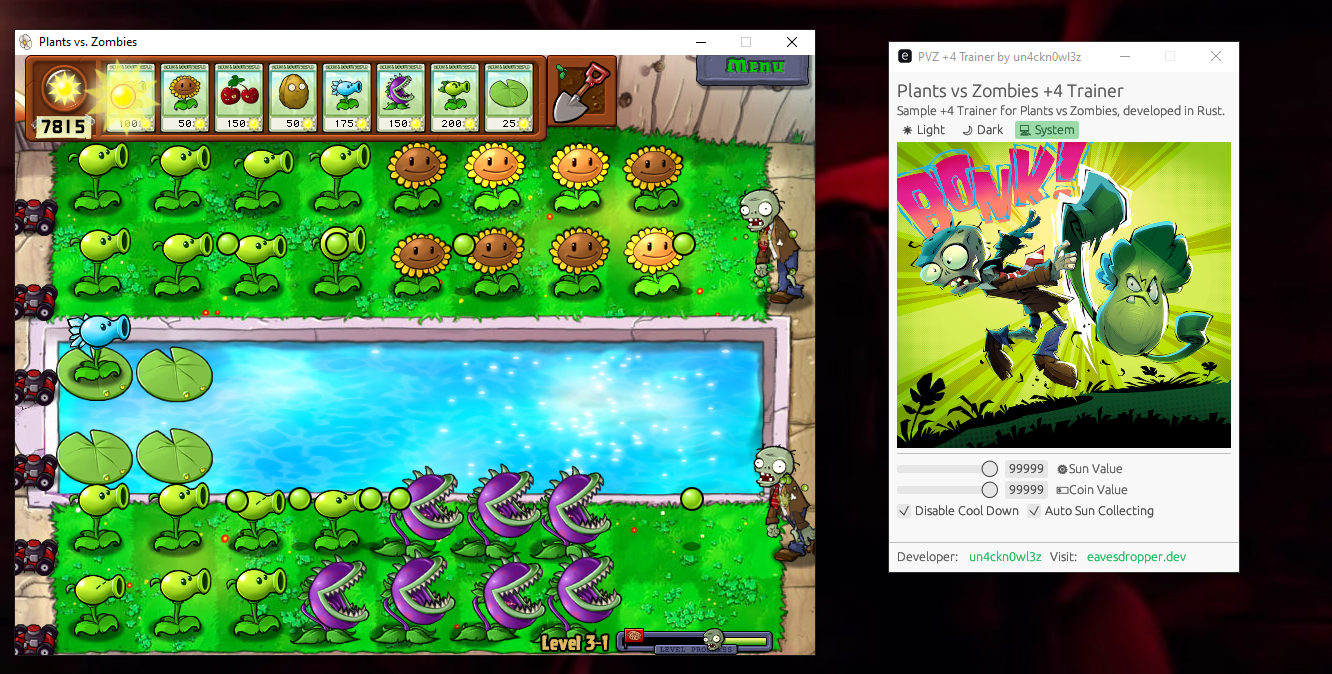 Plants vs. Zombies
7815
100
50
150
50
175
150
200
25
Menu
Level 3-1
LEVEL PROGRESS
e PVZ +4 Trainer by un4ckn0wl3z
Plants vs Zombies +4 Trainer
Sample +4 Trainer for Plants vs Zombies, developed in Rust.
Light Dark System
BONK!
99999 Sun Value
99999 Coin Value
Disable Cool Down Auto Sun Collecting
Developer: un4ckn0wl3z Visit: eavesdropper.dev